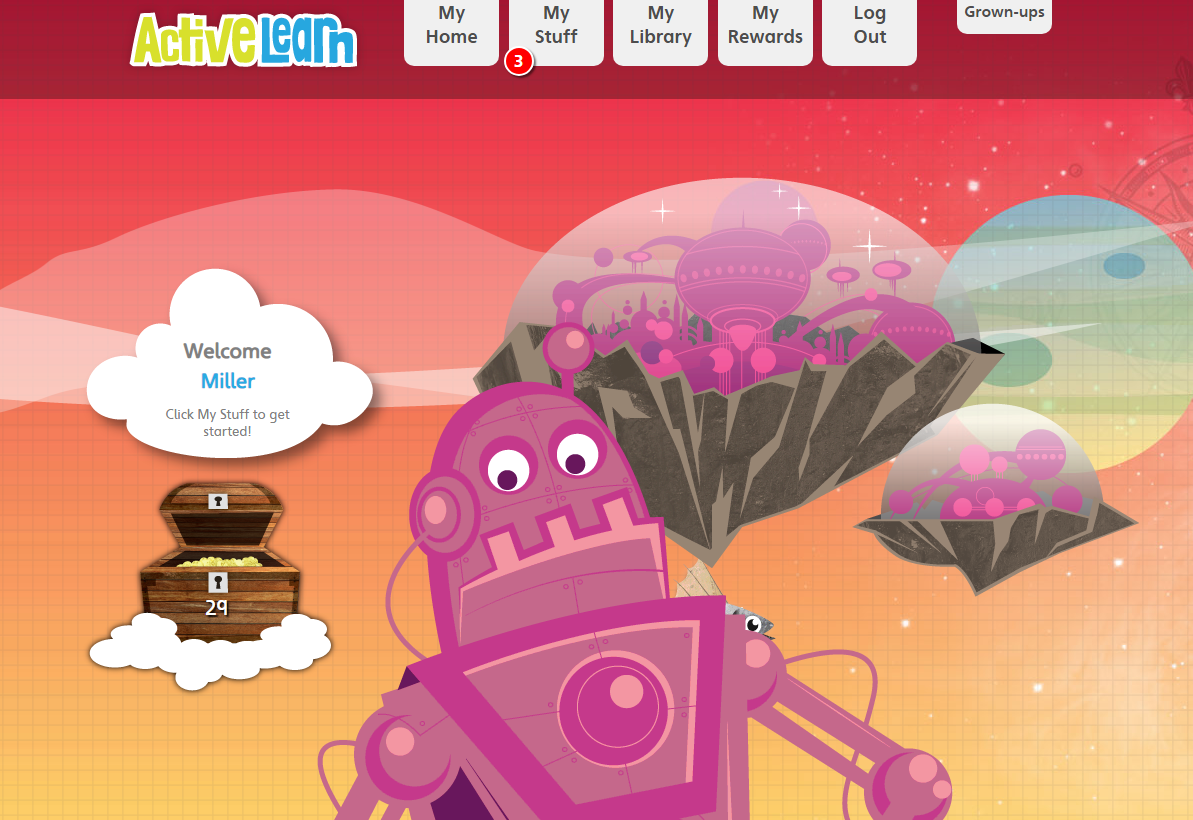 ActiveLearn
My
Home
My
Stuff
3
My
Library
My
Rewards
Log
Out
Grown-ups
Welcome
Miller
Click My Stuff to get
started!
29